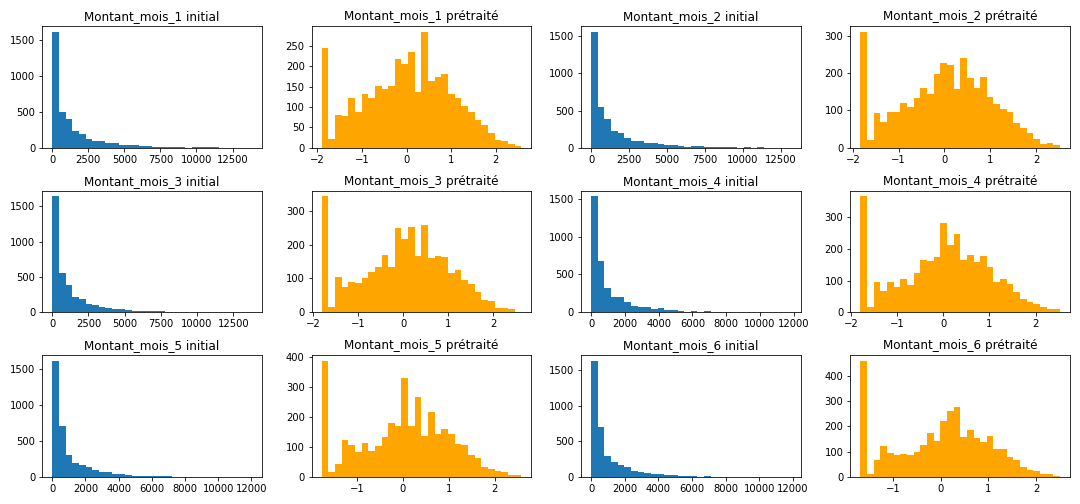 Montant_mois_1 initial
Montant_mois_1 prétraité
Montant_mois_2 initial
Montant_mois_2 prétraité
1500
1000
500
0
0 2500 5000 7500 10000 12500
250
200
150
100
50
0
−2 −1 0 1 2
1500
1000
500
0
0 2500 5000 7500 10000 12500
300
200
100
0
−2 −1 0 1 2
Montant_mois_3 initial
Montant_mois_3 prétraité
Montant_mois_4 initial
Montant_mois_4 prétraité
1500
1000
500
0
0 2500 5000 7500 10000 12500
300
200
100
0
−2 −1 0 1 2
1500
1000
500
0
0 2000 4000 6000 8000 10000 12000
300
200
100
0
−2 −1 0 1 2
Montant_mois_5 initial
Montant_mois_5 prétraité
Montant_mois_6 initial
Montant_mois_6 prétraité
1500
1000
500
0
0 2000 4000 6000 8000 10000 12000
400
300
200
100
0
−1 0 1 2
1500
1000
500
0
0 2000 4000 6000 8000 10000 12000
400
300
200
100
0
−1 0 1 2